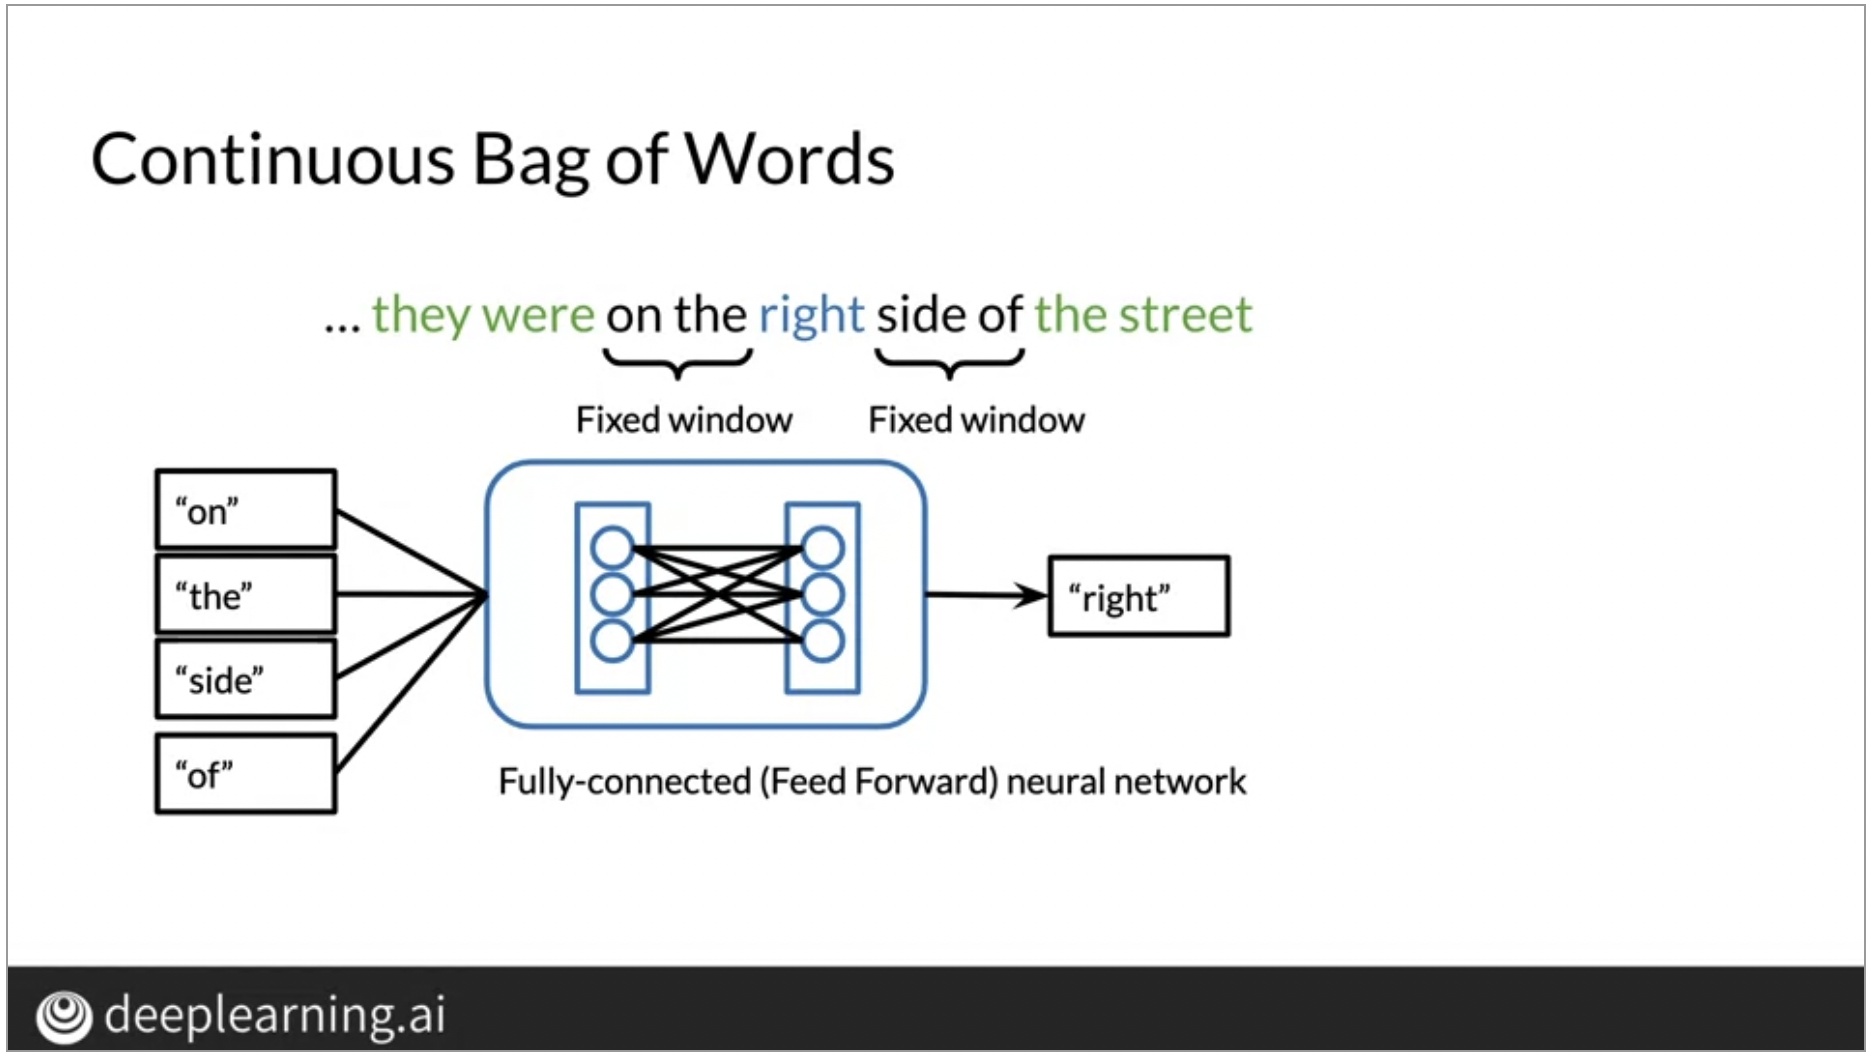 Continuous Bag of Words
... they were on the right side of the street
Fixed window
Fixed window
“on”
“the”
“side”
“of”
“right”
Fully-connected (Feed Forward) neural network
deeplearning.ai